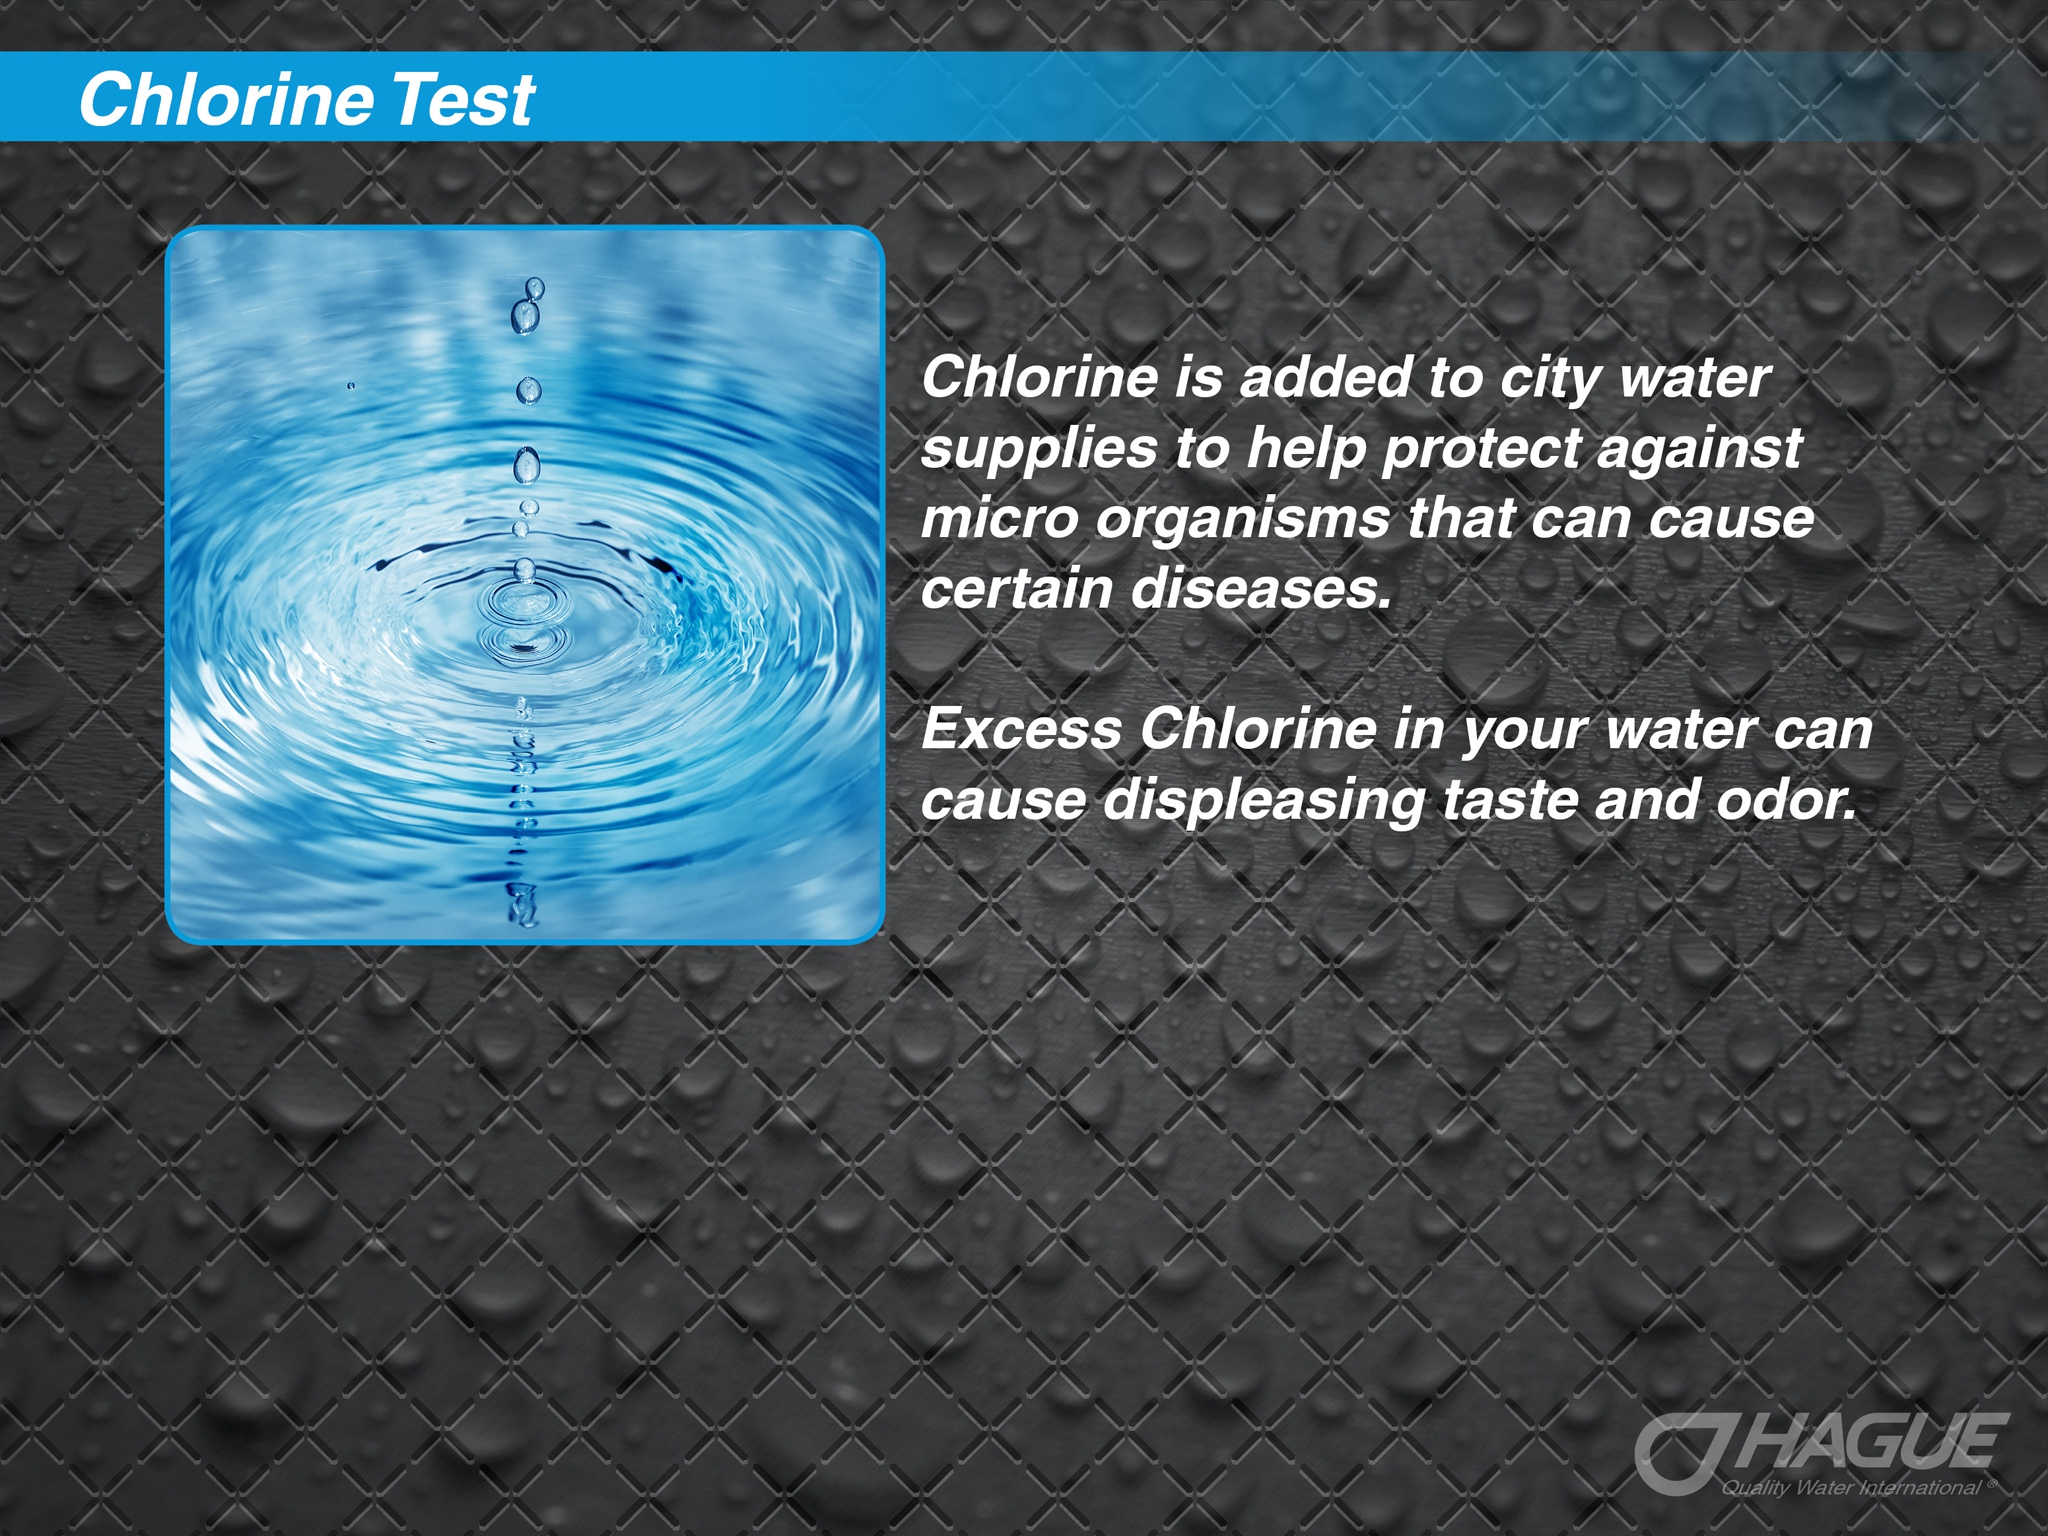 Chlorine Test
Chlorine is added to city water
supplies to help protect against
micro organisms that can cause
certain diseases.
Excess Chlorine in your water can
cause displeasing taste and odor.
HAGUE
Quality Water International ®